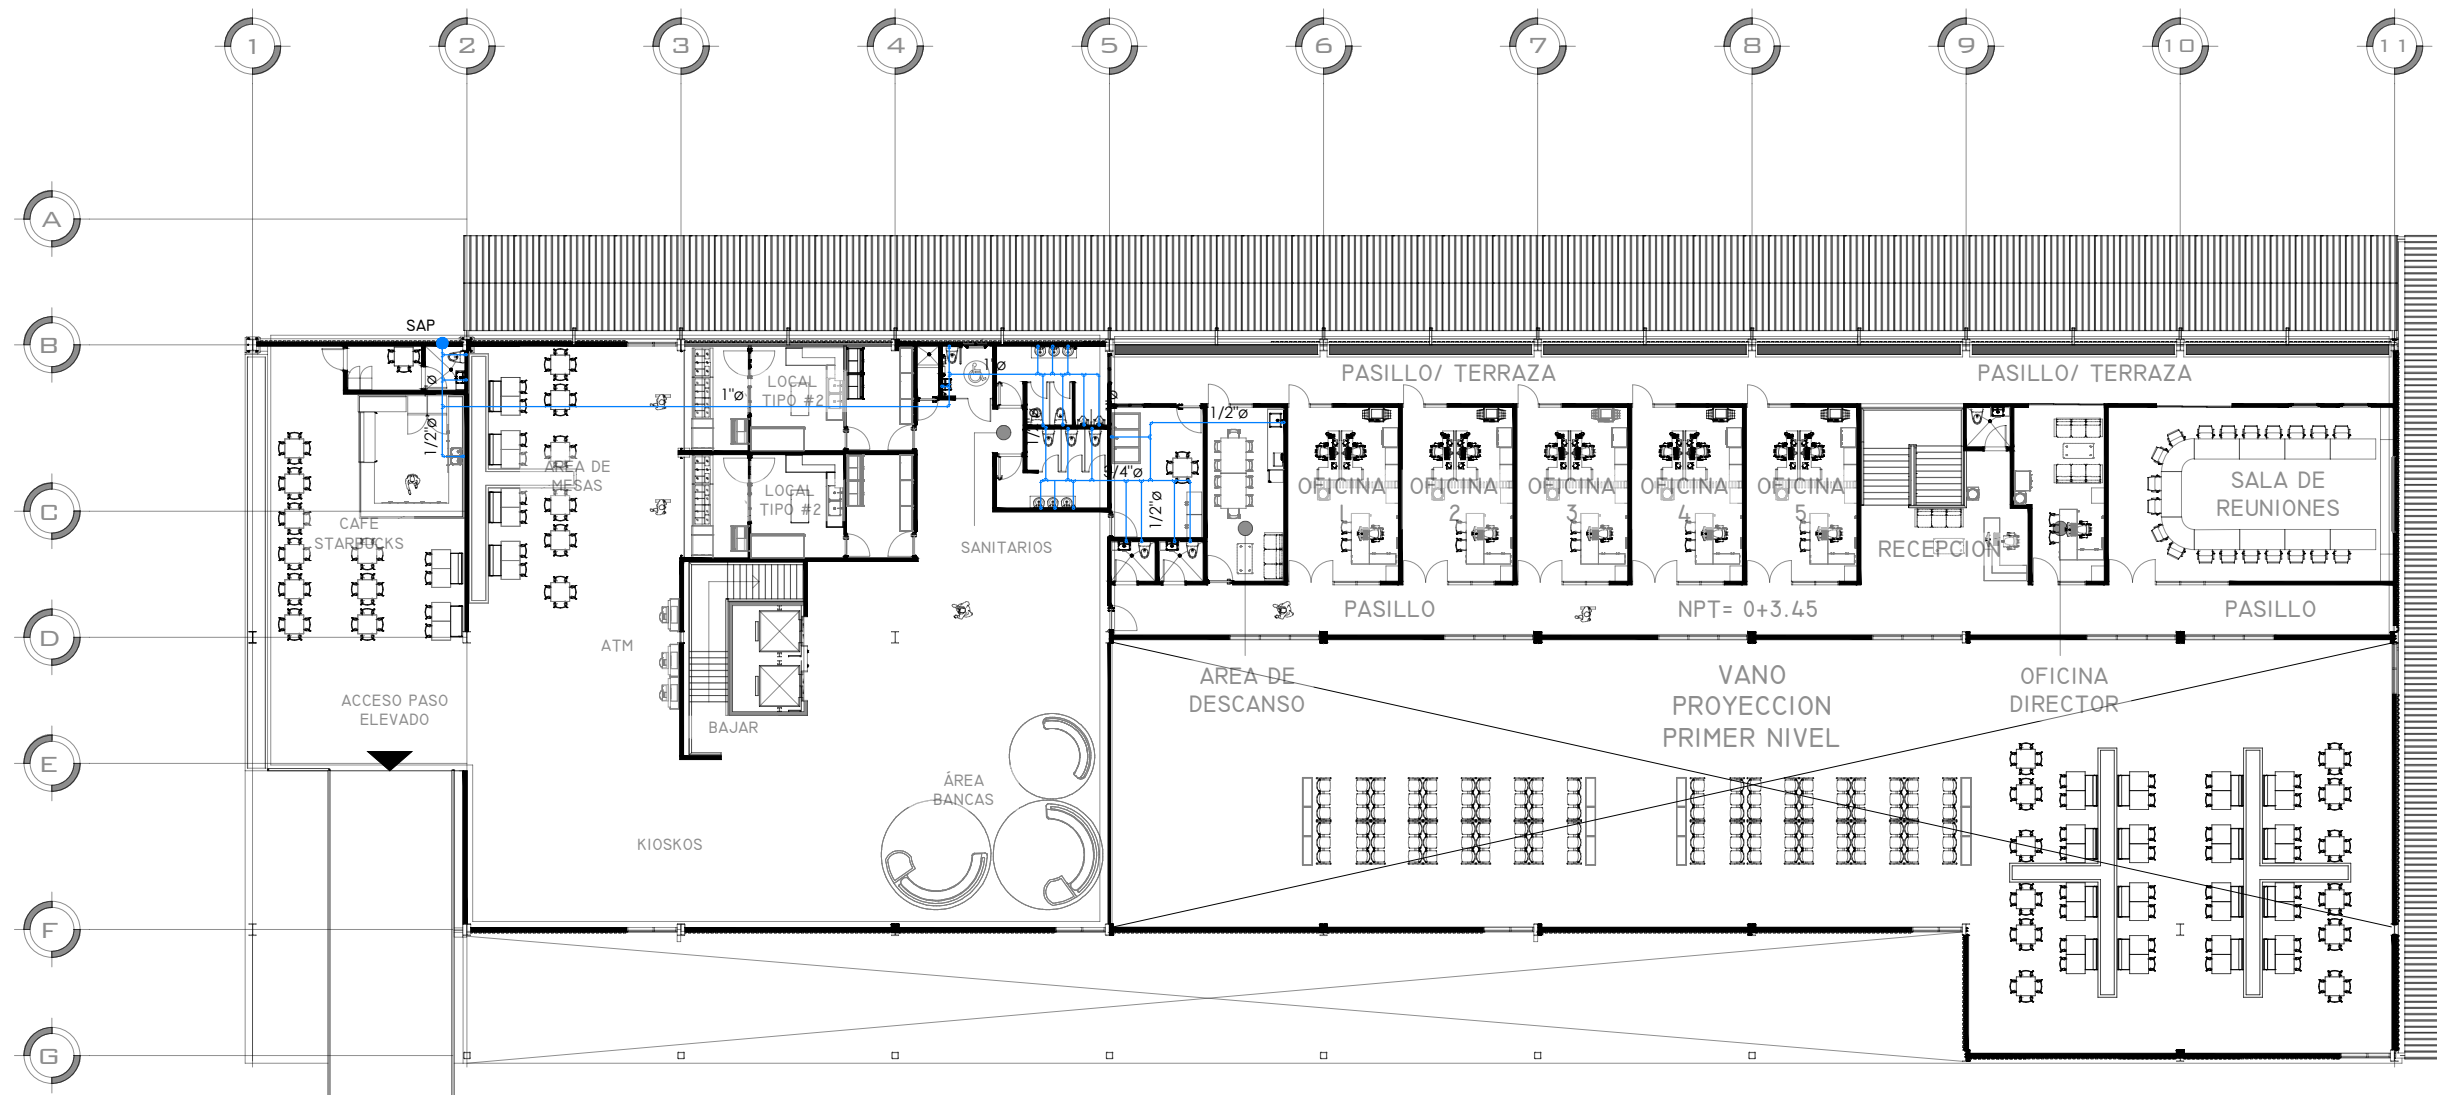 1 2 3 4 5 6 7 8 9 10 11
A
B
C
D
E
F
G
SAP
1/2"ø
ø
CAFE
STARBUCKS
ÁREA DE
MESAS
1"ø
LOCAL
TIPO #2
LOCAL
TIPO #2
1"ø
SANITARIOS
3/4"ø
1/2"ø
1/2"ø
PASILLO/ TERRAZA
PASILLO/ TERRAZA
OFICINA
1
OFICINA
2
OFICINA
3
OFICINA
4
OFICINA
5
RECEPCION
SALA DE
REUNIONES
PASILLO
NPT= 0+3.45
PASILLO
ATM
ACCESO PASO
ELEVADO
BAJAR
AREA DE
DESCANSO
VANO
PROYECCION
PRIMER NIVEL
OFICINA
DIRECTOR
ÁREA
BANCAS
KIOSKOS